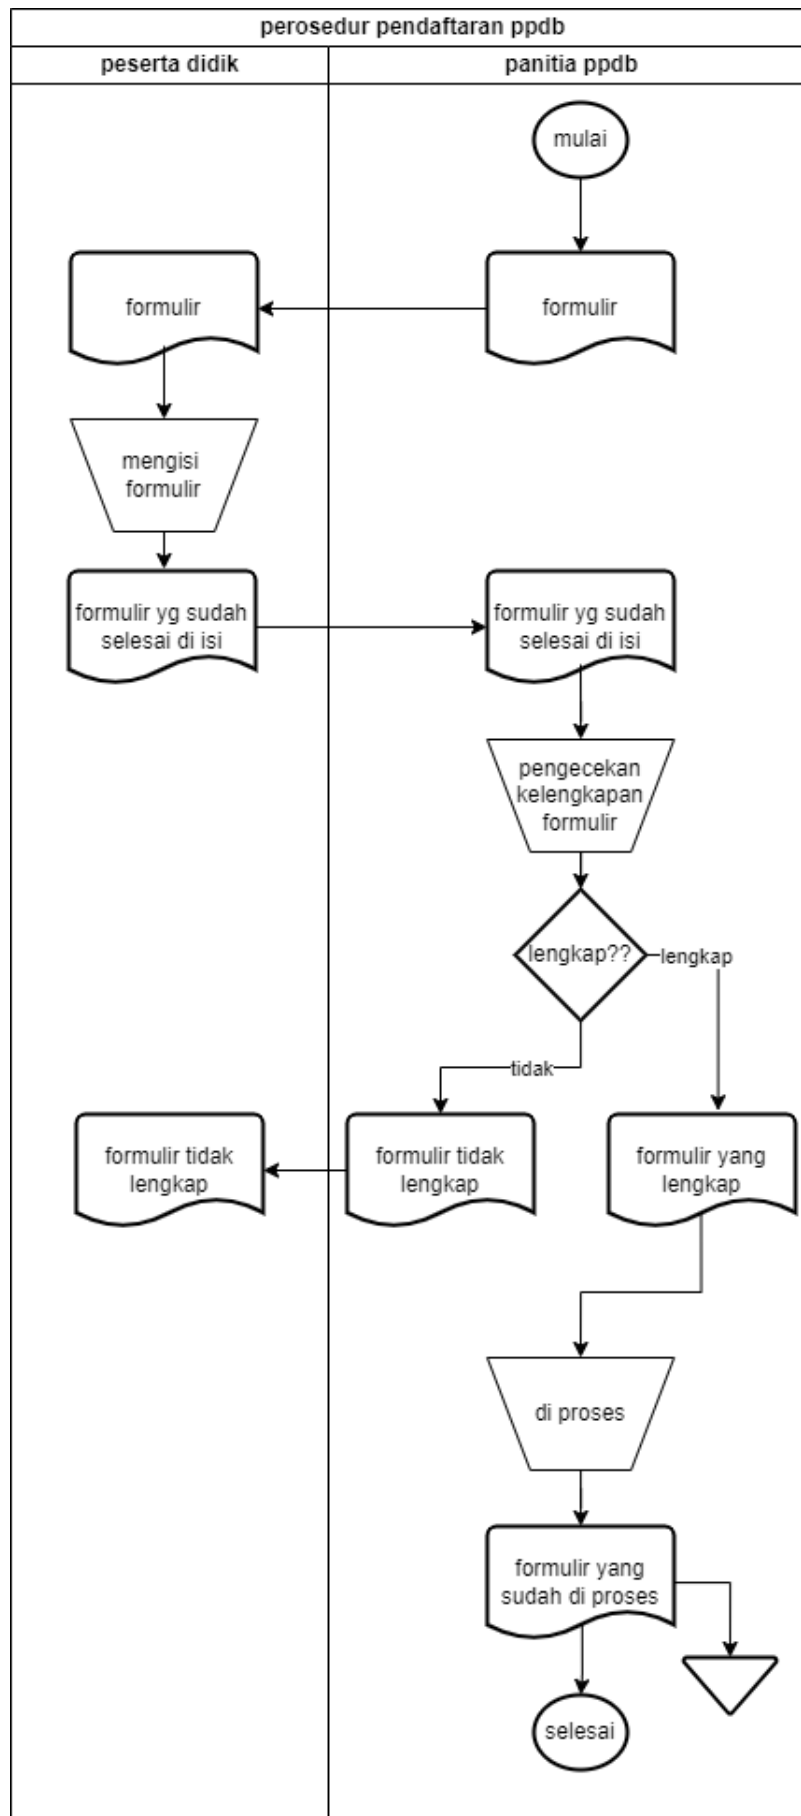 perosedur pendaftaran ppdb
peserta didik
panitia ppdb
mulai
formulir
formulir
mengisi
formulir
formulir yg sudah
selesai di isi
formulir yg sudah
selesai di isi
pengecekan
kelengkapan
formulir
lengkap??
lengkap
tidak
formulir tidak
lengkap
formulir tidak
lengkap
formulir yang
lengkap
di proses
formulir yang
sudah di proses
selesai